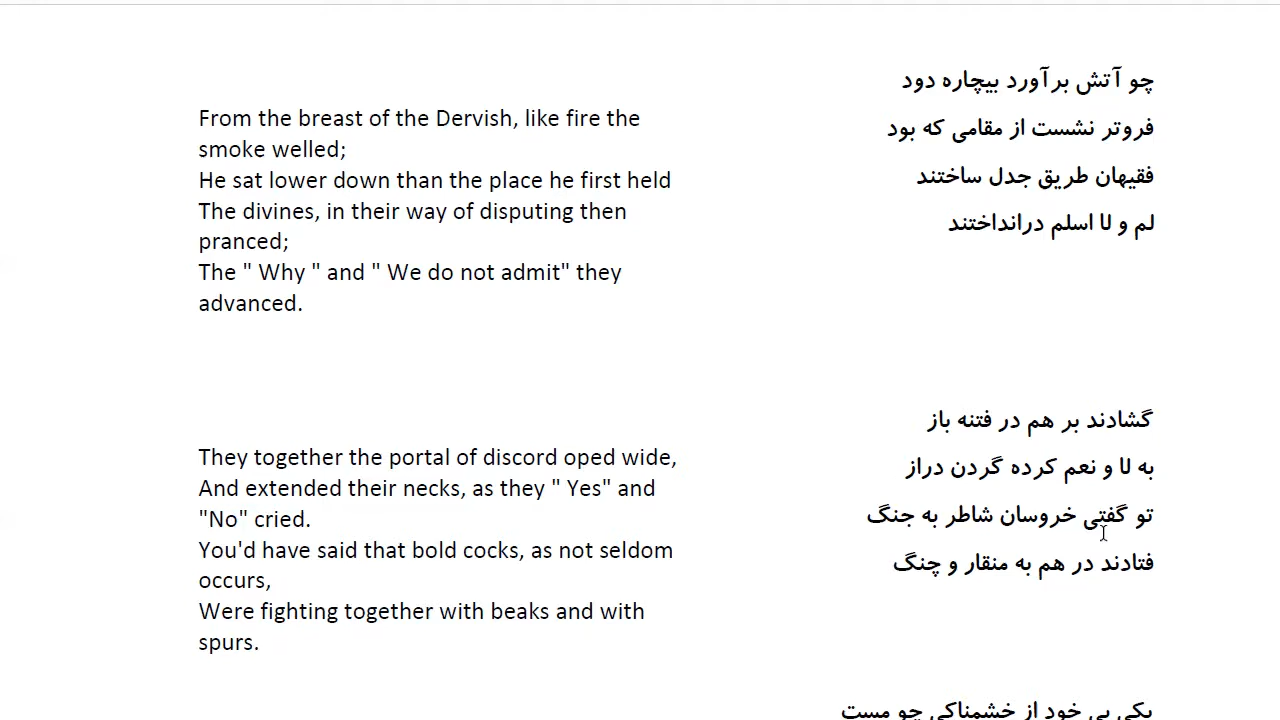 چو آتش برآورد بیچاره دود
فروتر نشست از مقامی که بود
فقیهان طریق جدل ساختند
لم و لا اسلم درانداختند
From the breast of the Dervish, like fire the
smoke welled;
He sat lower down than the place he first held
The divines, in their way of disputing then
pranced;
The " Why " and " We do not admit" they
advanced.
گشادند بر هم در فتنه باز
به لا و نعم کرده گردن دراز
تو گفتی خروسان شاطر به جنگ
فتادند در هم به منقار و چنگ
They together the portal of discord oped wide,
And extended their necks, as they " Yes" and
"No" cried.
You'd have said that bold cocks, as not seldom
occurs,
Were fighting together with beaks and with
spurs.
یکی بی خود از خشمناکی چو مست